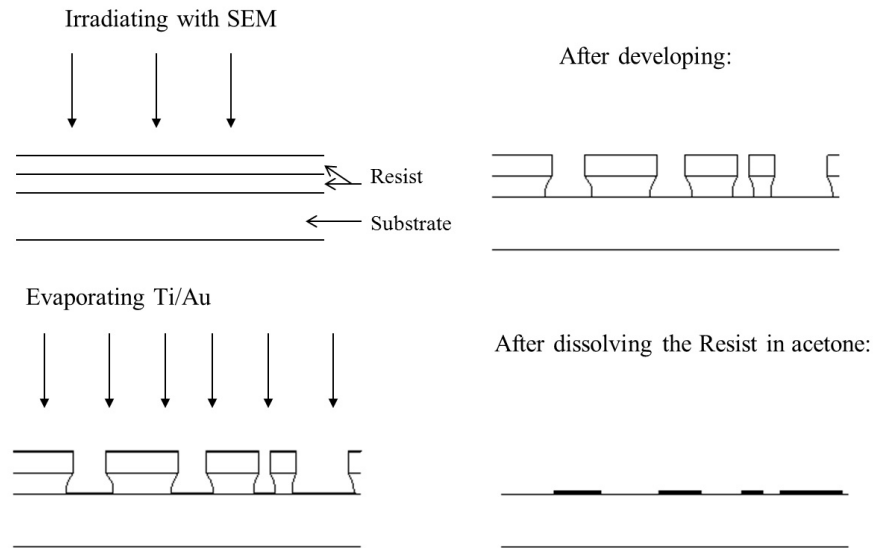 Irradiating with SEM
After developing:
Resist
Substrate
Evaporating Ti/Au
After dissolving the Resist in acetone: